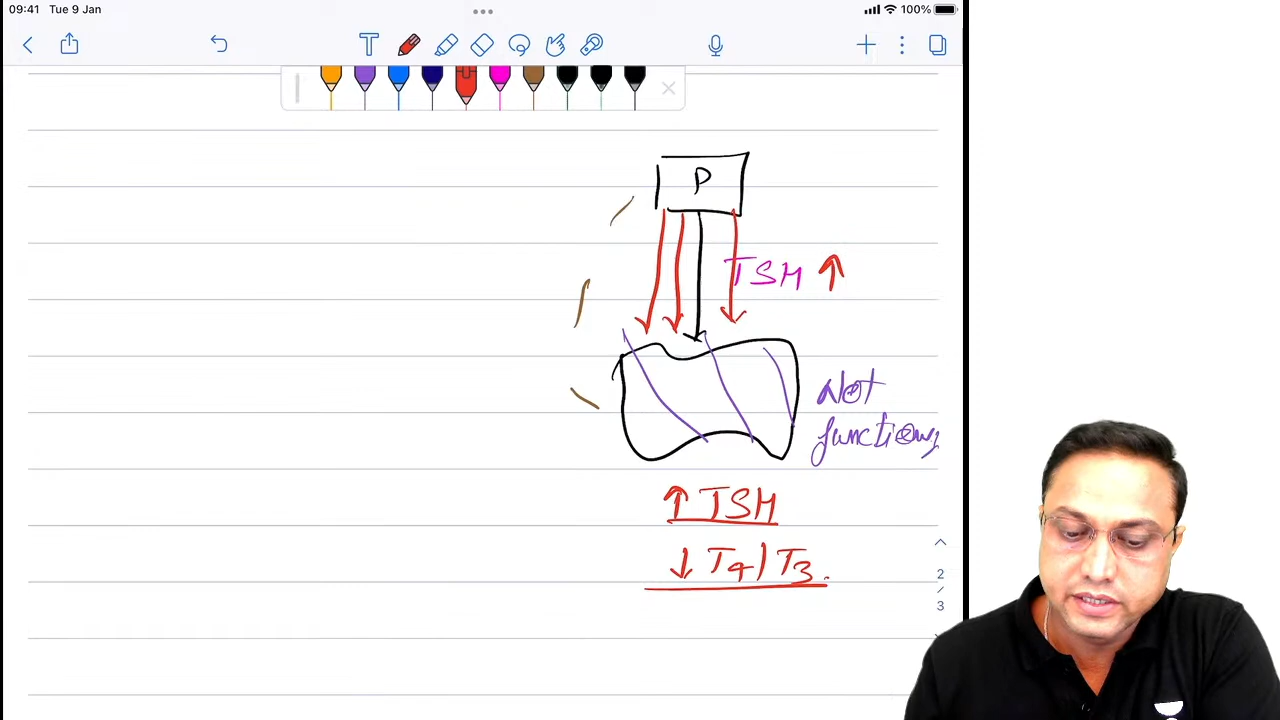 09:41 Tue 9 Jan
100%
T
P
TSH ↑
Not
functioning
↑ TSH
↓ T4/T3.
2
/
3